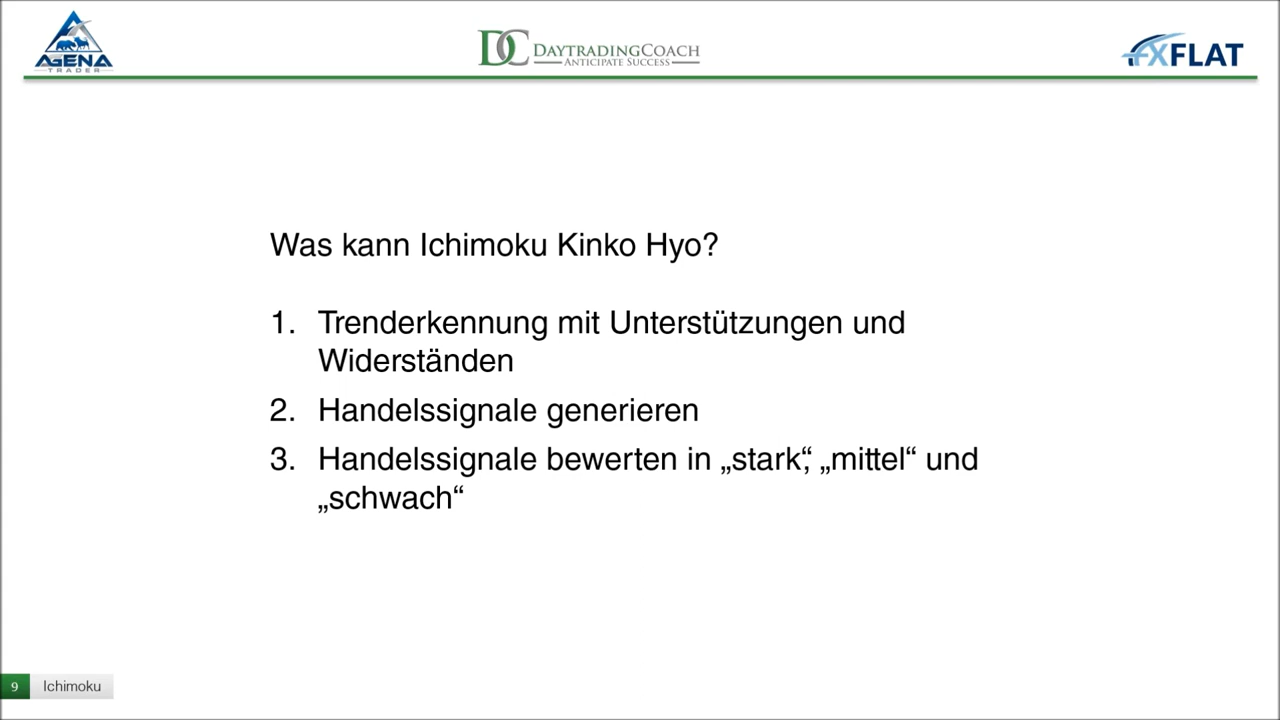 AGENA
TRADER
DC DAYTRADINGCOACH
ANTICIPATE SUCCESS
FXFLAT
Was kann Ichimoku Kinko Hyo?
1. Trenderkennung mit Unterstützungen und
Widerständen
2. Handelssignale generieren
3. Handelssignale bewerten in „stark“, „mittel“ und
„schwach“
9 Ichimoku